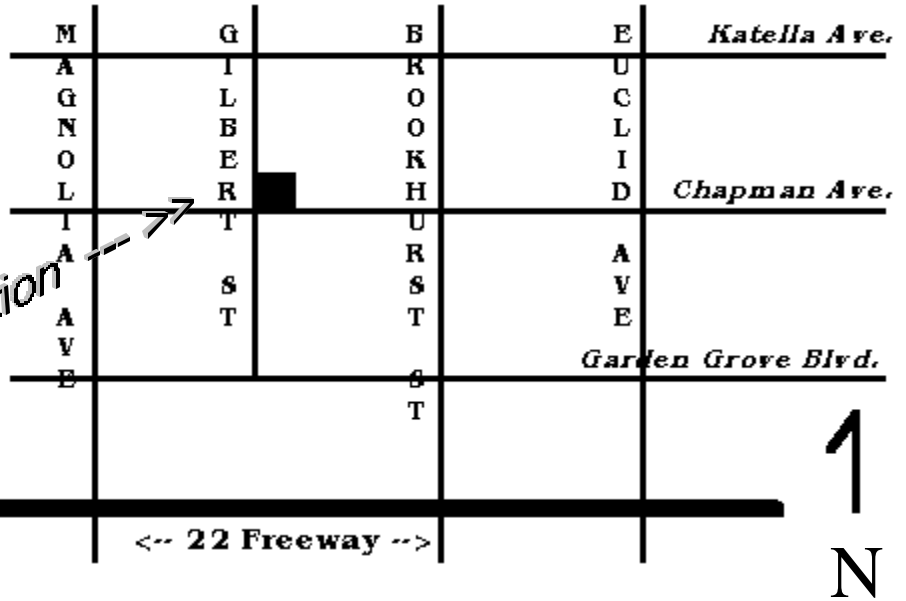 MAGNOLIA AVE
GILBERT ST
BROOKHURST ST
EUCLID AVE
Katella Ave.
Chapman Ave.
Garden Grove Blvd.
<-- 22 Freeway -->
N